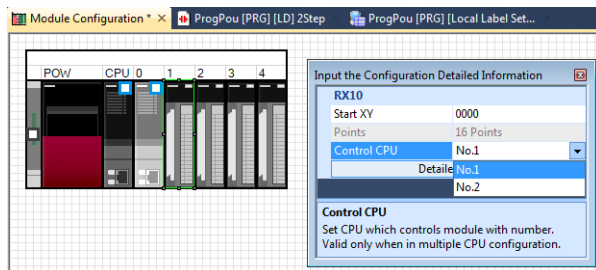 Module Configuration * × ProgPou [PRG] [LD] 2Step × ProgPou [PRG] [Local Label Set... ×
POW CPU 0 1 2 3 4
Input the Configuration Detailed Information
RX10
Start XY 0000
Points 16 Points
Control CPU No.1
Detaile No.1
No.2
Control CPU
Set CPU which controls module with number.
Valid only when in multiple CPU configuration.